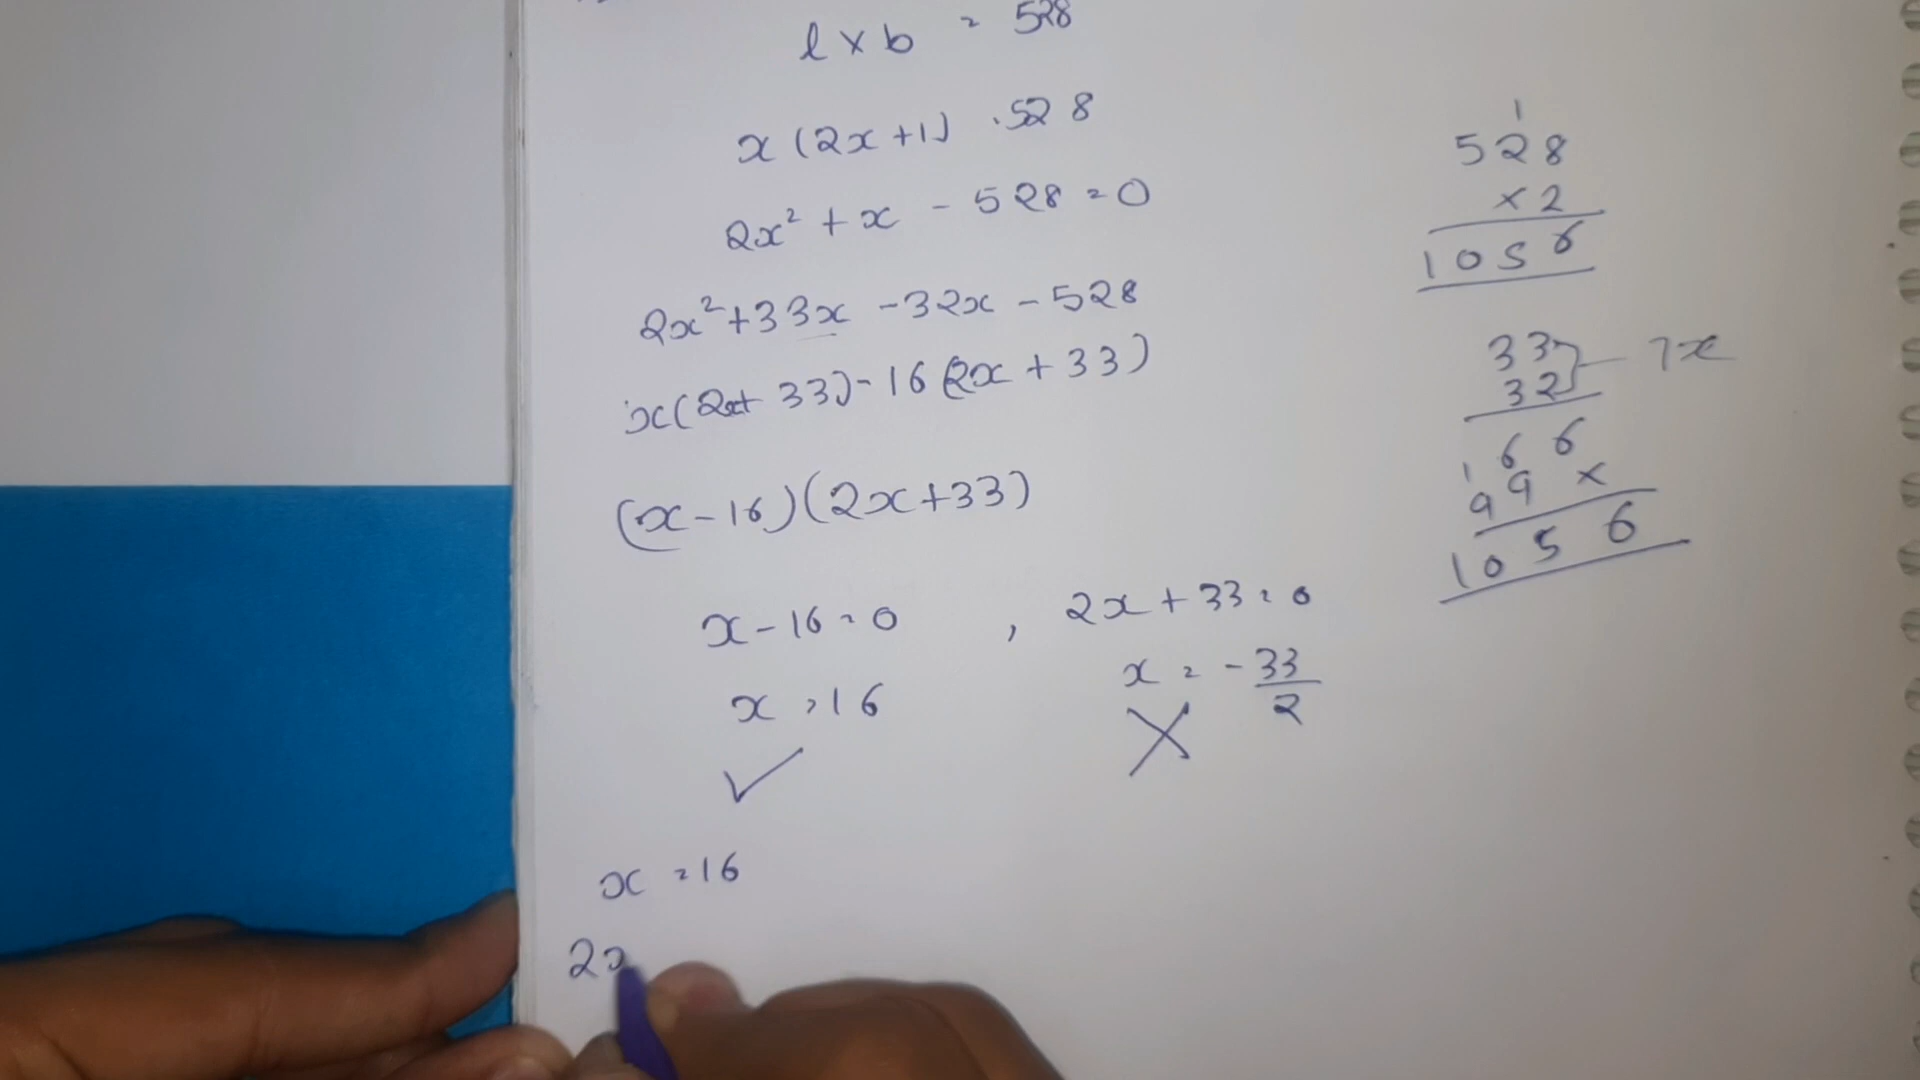 l × b = 528
x (2x + 1) = 528
2x² + x - 528 = 0
2x² + 33x - 32x - 528
x(2x + 33) - 16 (2x + 33)
(x - 16)(2x + 33)
x - 16 = 0 , 2x + 33 = 0
x = 16
x = -33/2
✓ ✗
x = 16
2x
1
528
× 2
1056
33
32 } — 1x
66
1
99×
1056